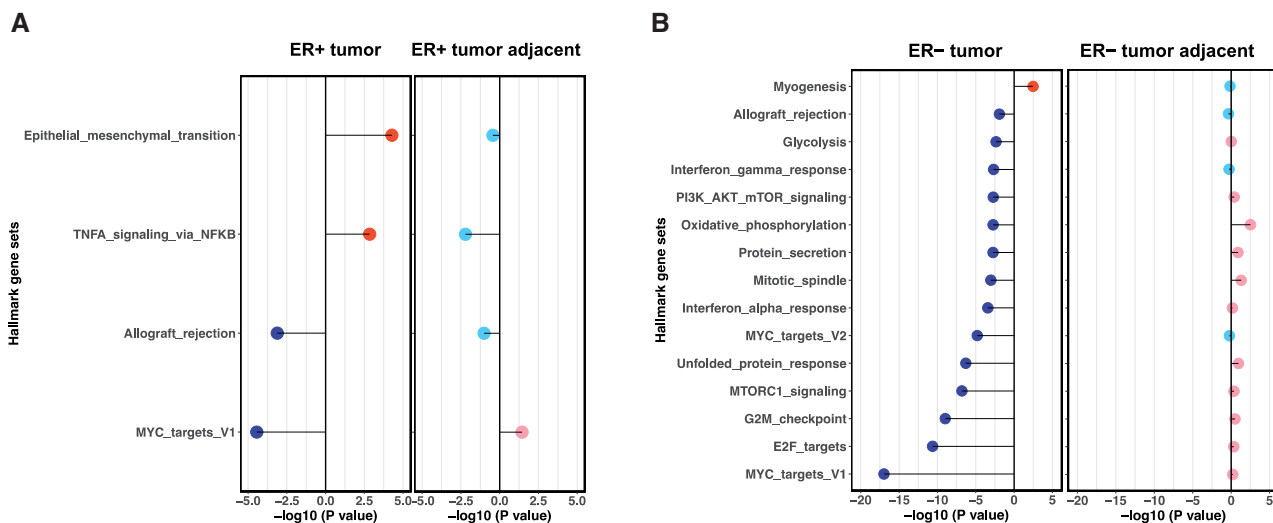 A
ER+ tumor ER+ tumor adjacent
Hallmark gene sets
Epithelial_mesenchymal_transition
TNFA_signaling_via_NFKB
Allograft_rejection
MYC_targets_V1
−5.0 −2.5 0.0 2.5 5.0 −5.0 −2.5 0.0 2.5 5.0
−log10 (P value) −log10 (P value)
B
ER− tumor ER− tumor adjacent
Hallmark gene sets
Myogenesis
Allograft_rejection
Glycolysis
Interferon_gamma_response
PI3K_AKT_mTOR_signaling
Oxidative_phosphorylation
Protein_secretion
Mitotic_spindle
Interferon_alpha_response
MYC_targets_V2
Unfolded_protein_response
MTORC1_signaling
G2M_checkpoint
E2F_targets
MYC_targets_V1
−20 −15 −10 −5 0 5 −20 −15 −10 −5 0 5
−log10 (P value) −log10 (P value)